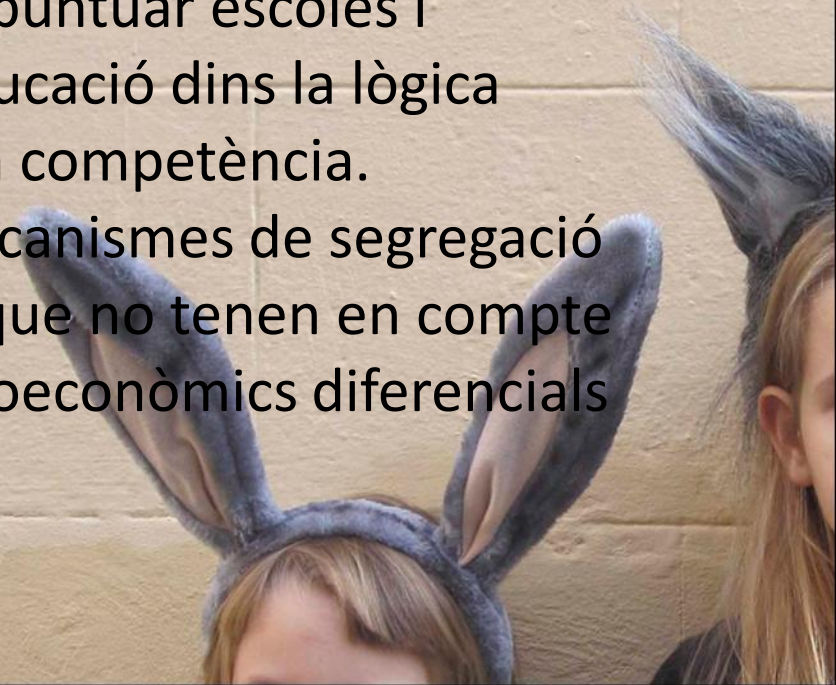 puntuar escoles i
ucació dins la lògica
competència.
canismes de segregació
que no tenen en compte
oeconòmics diferencials